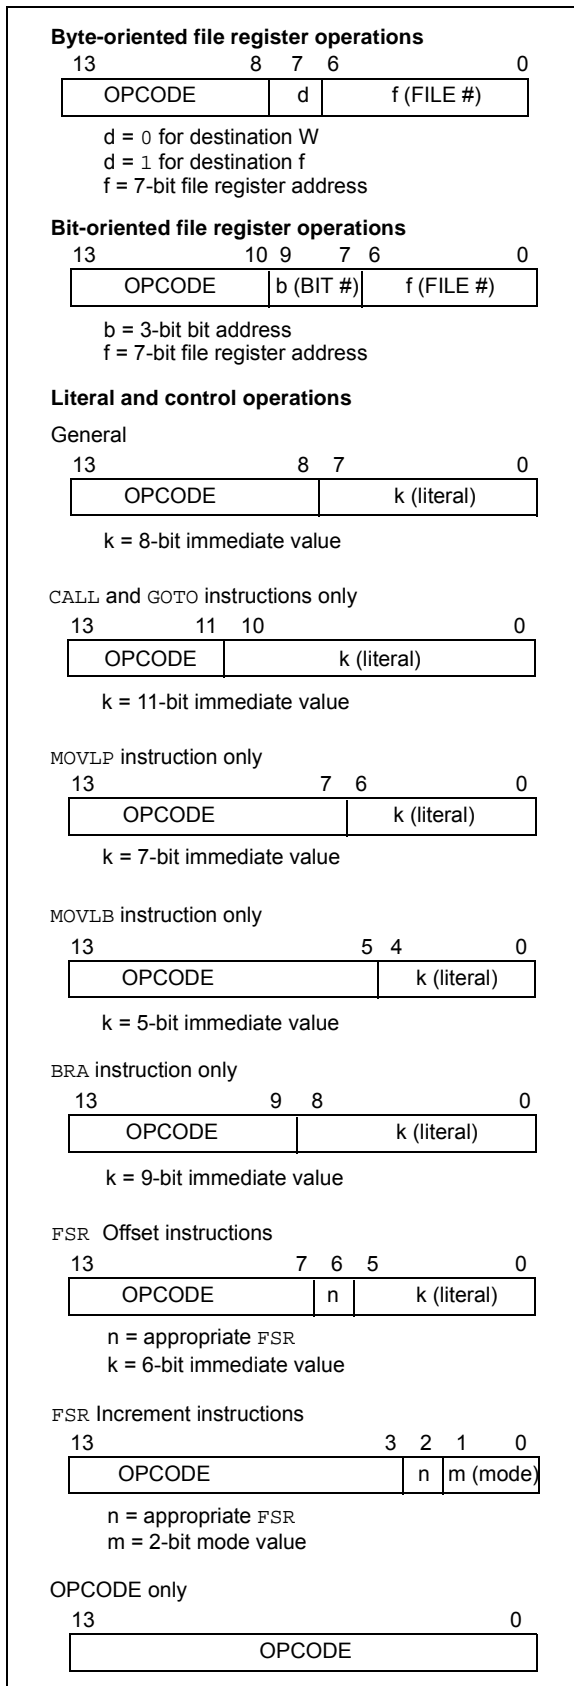 Byte-oriented file register operations
13 8 7 6 0
OPCODE d f (FILE #)
d = 0 for destination W
d = 1 for destination f
f = 7-bit file register address
Bit-oriented file register operations
13 10 9 7 6 0
OPCODE b (BIT #) f (FILE #)
b = 3-bit bit address
f = 7-bit file register address
Literal and control operations
General
13 8 7 0
OPCODE k (literal)
k = 8-bit immediate value
CALL and GOTO instructions only
13 11 10 0
OPCODE k (literal)
k = 11-bit immediate value
MOVLP instruction only
13 7 6 0
OPCODE k (literal)
k = 7-bit immediate value
MOVLB instruction only
13 5 4 0
OPCODE k (literal)
k = 5-bit immediate value
BRA instruction only
13 9 8 0
OPCODE k (literal)
k = 9-bit immediate value
FSR Offset instructions
13 7 6 5 0
OPCODE n k (literal)
n = appropriate FSR
k = 6-bit immediate value
FSR Increment instructions
13 3 2 1 0
OPCODE n m (mode)
n = appropriate FSR
m = 2-bit mode value
OPCODE only
13 0
OPCODE